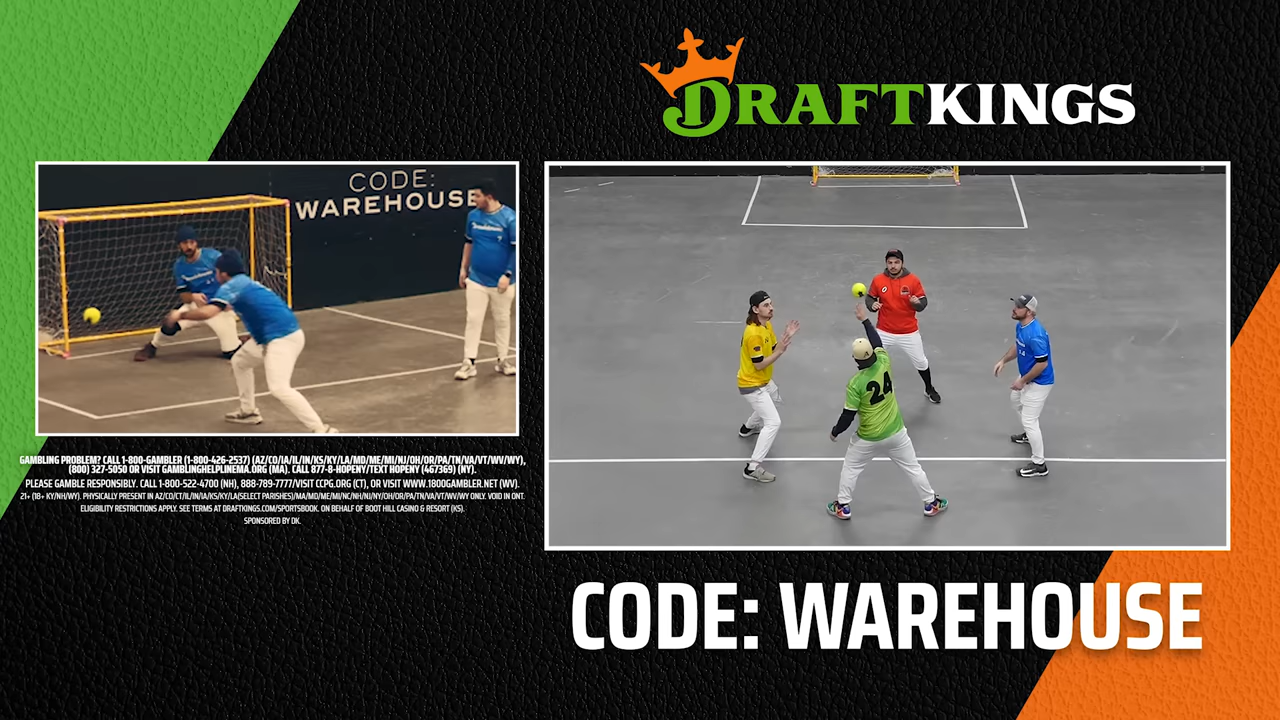 DRAFTKINGS
CODE:
WAREHOUSE
24
GAMBLING PROBLEM? CALL 1-800-GAMBLER (1-800-426-2537) (AZ/CO/IA/IL/IN/KS/KY/LA/MD/ME/MI/NJ/OH/OR/PA/TN/VA/VT/WV/WY),
(800) 327-5050 OR VISIT GAMBLINGHELPLINEMA.ORG (MA). CALL 877-8-HOPENY/TEXT HOPENY (467369) (NY).
PLEASE GAMBLE RESPONSIBLY. CALL 1-800-522-4700 (NH), 888-789-7777/VISIT CCPG.ORG (CT), OR VISIT WWW.1800GAMBLER.NET (WV).
21+ (18+ KY/NH/WY). PHYSICALLY PRESENT IN AZ/CO/CT/IL/IN/IA/KS/KY/LA(SELECT PARISHES)/MA/MD/ME/MI/NC/NH/NJ/NY/OH/OR/PA/TN/VA/VT/WV/WY ONLY. VOID IN ONT.
ELIGIBILITY RESTRICTIONS APPLY. SEE TERMS AT DRAFTKINGS.COM/SPORTSBOOK. ON BEHALF OF BOOT HILL CASINO & RESORT (KS).
SPONSORED BY DK.
CODE: WAREHOUSE